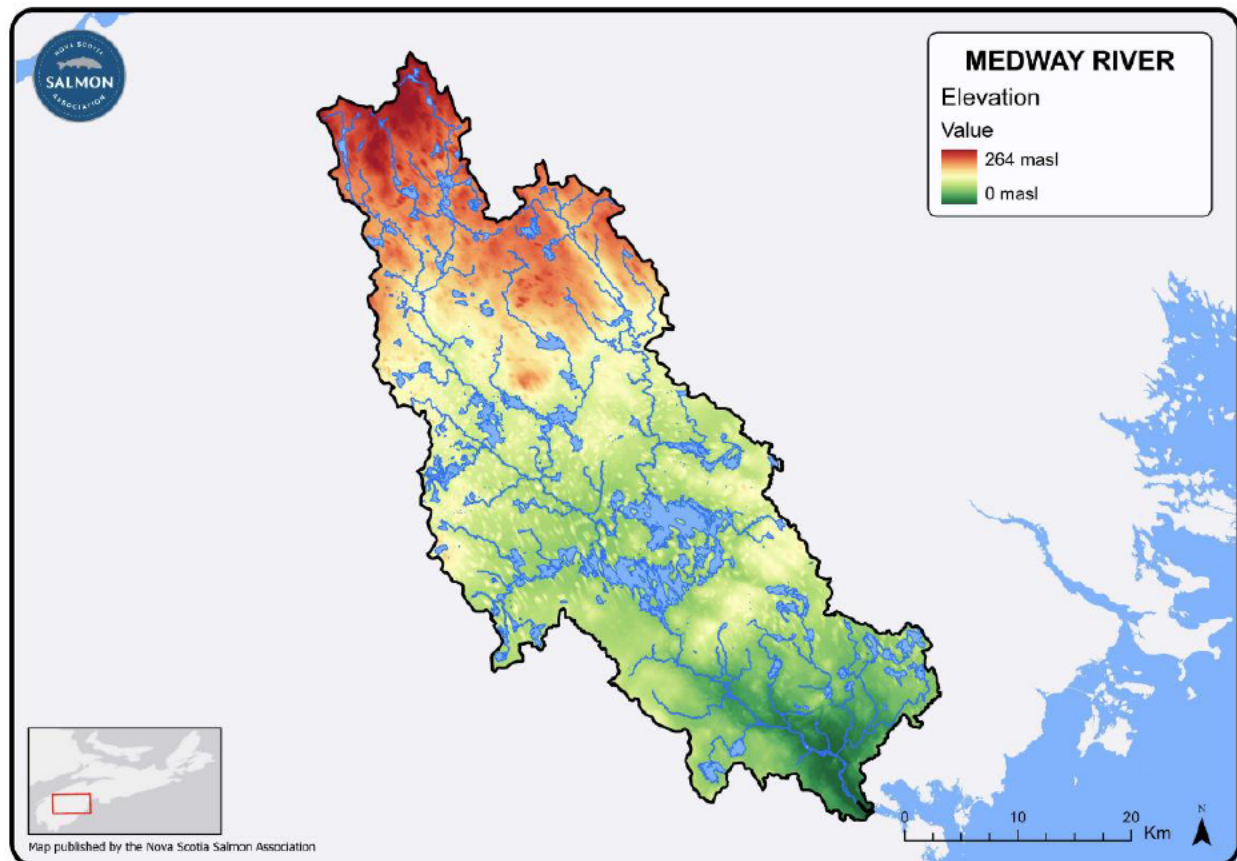 NOVA SCOTIA
SALMON
ASSOCIATION
MEDWAY RIVER
Elevation
Value
264 masl
0 masl
N
0 10 20
Km
Map published by the Nova Scotia Salmon Association